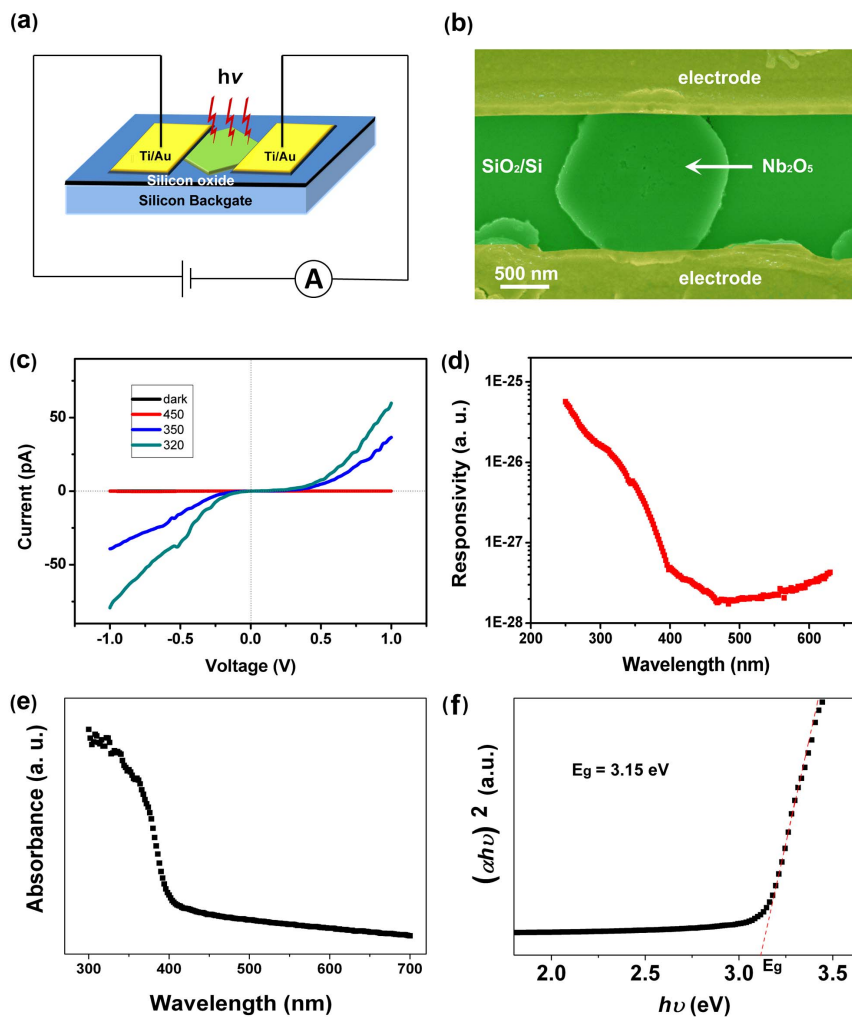 (a)
hν
Ti/Au
Ti/Au
Silicon oxide
Silicon Backgate
A
(b)
electrode
SiO₂/Si
Nb₂O₅
500 nm
electrode
(c)
dark
450
350
320
50
0
-50
Current (pA)
-1.0 -0.5 0.0 0.5 1.0
Voltage (V)
(d)
1E-25
1E-26
1E-27
1E-28
Responsivity (a. u.)
200 300 400 500 600
Wavelength (nm)
(e)
Absorbance (a. u.)
300 400 500 600 700
Wavelength (nm)
(f)
Eg = 3.15 eV
(αhυ) ² (a.u.)
2.0 2.5 3.0 3.5
Eg
hυ (eV)